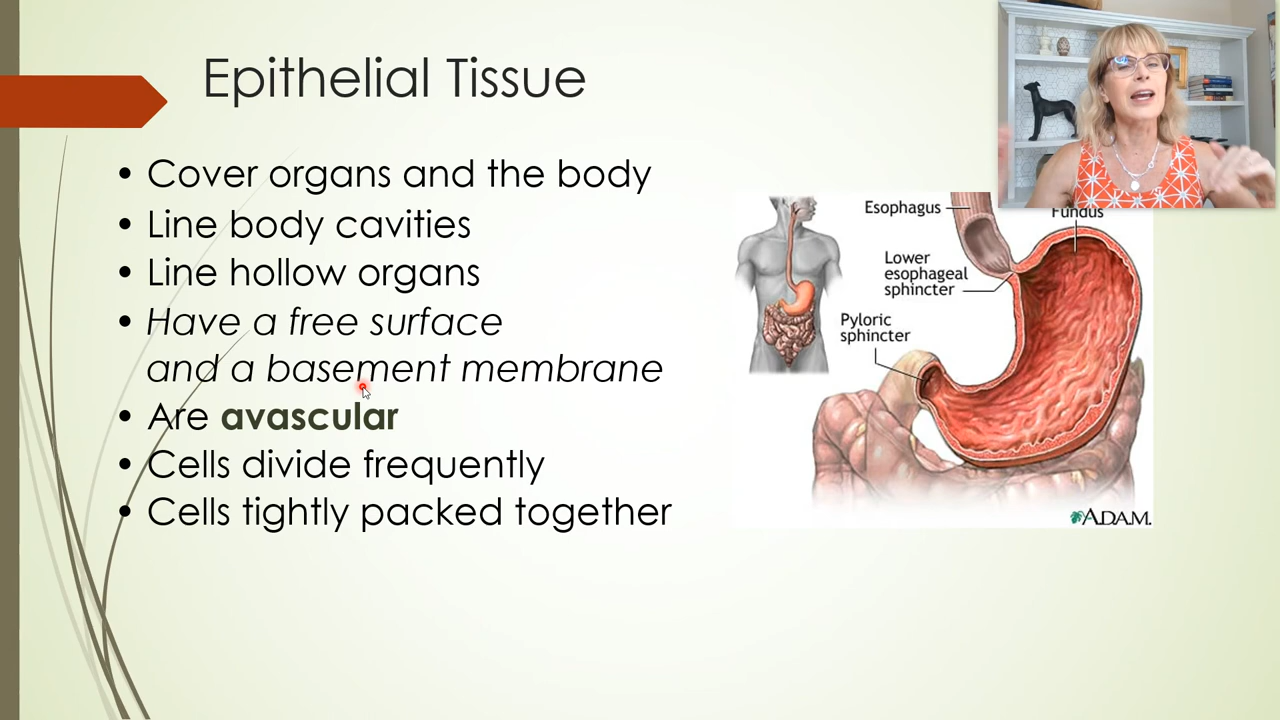 Epithelial Tissue
• Cover organs and the body
• Line body cavities
• Line hollow organs
• Have a free surface
and a basement membrane
• Are avascular
• Cells divide frequently
• Cells tightly packed together
Esophagus
Fundus
Lower
esophageal
sphincter
Pyloric
sphincter
A.D.A.M.